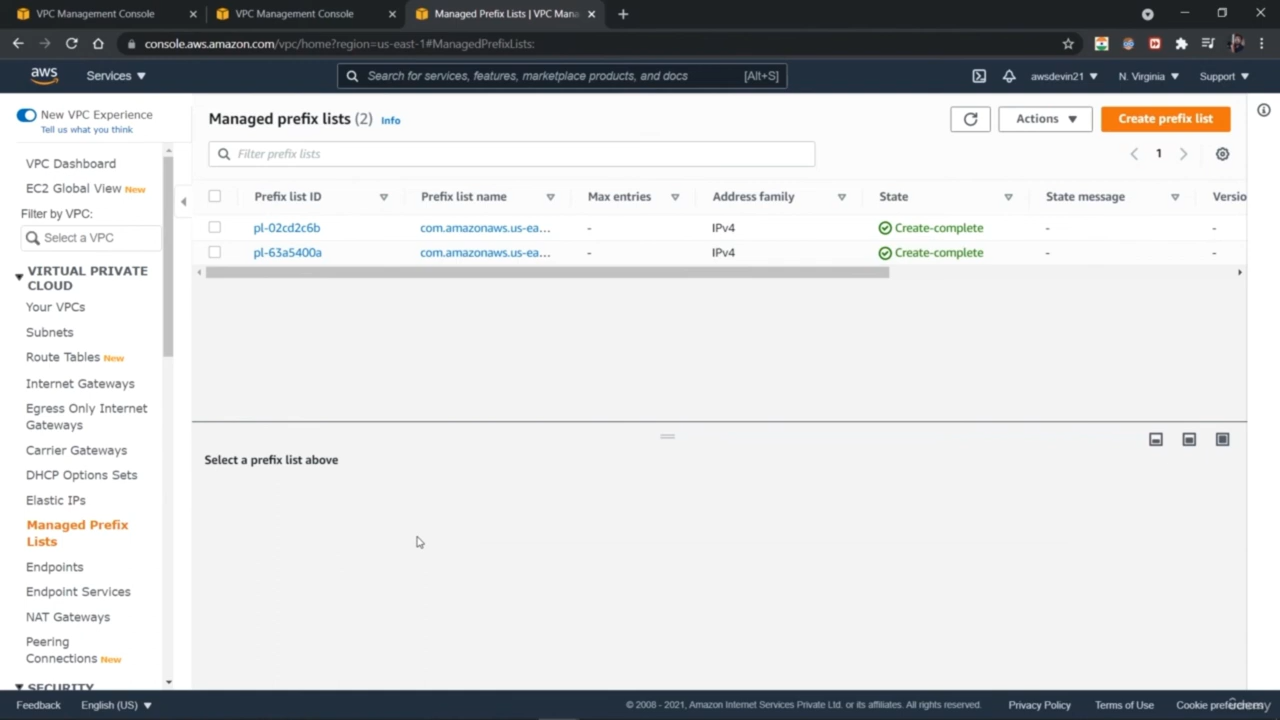 VPC Management Console
VPC Management Console
Managed Prefix Lists | VPC Mana
console.aws.amazon.com/vpc/home?region=us-east-1#ManagedPrefixLists:
aws
Services
Search for services, features, marketplace products, and docs [Alt+S]
awsdevin21
N. Virginia
Support
New VPC Experience
Tell us what you think
VPC Dashboard
EC2 Global View New
Filter by VPC:
Select a VPC
VIRTUAL PRIVATE
CLOUD
Your VPCs
Subnets
Route Tables New
Internet Gateways
Egress Only Internet
Gateways
Carrier Gateways
DHCP Options Sets
Elastic IPs
Managed Prefix
Lists
Endpoints
Endpoint Services
NAT Gateways
Peering
Connections New
SECURITY
Managed prefix lists (2) Info
Actions
Create prefix list
Filter prefix lists
1
Prefix list ID Prefix list name Max entries Address family State State message Versio
pl-02cd2c6b com.amazonaws.us-ea... - IPv4 Create-complete - -
pl-63a5400a com.amazonaws.us-ea... - IPv4 Create-complete - -
Select a prefix list above
Feedback English (US) © 2008 - 2021, Amazon Internet Services Private Ltd. or its affiliates. All rights reserved. Privacy Policy Terms of Use Cookie preferences
Udemy